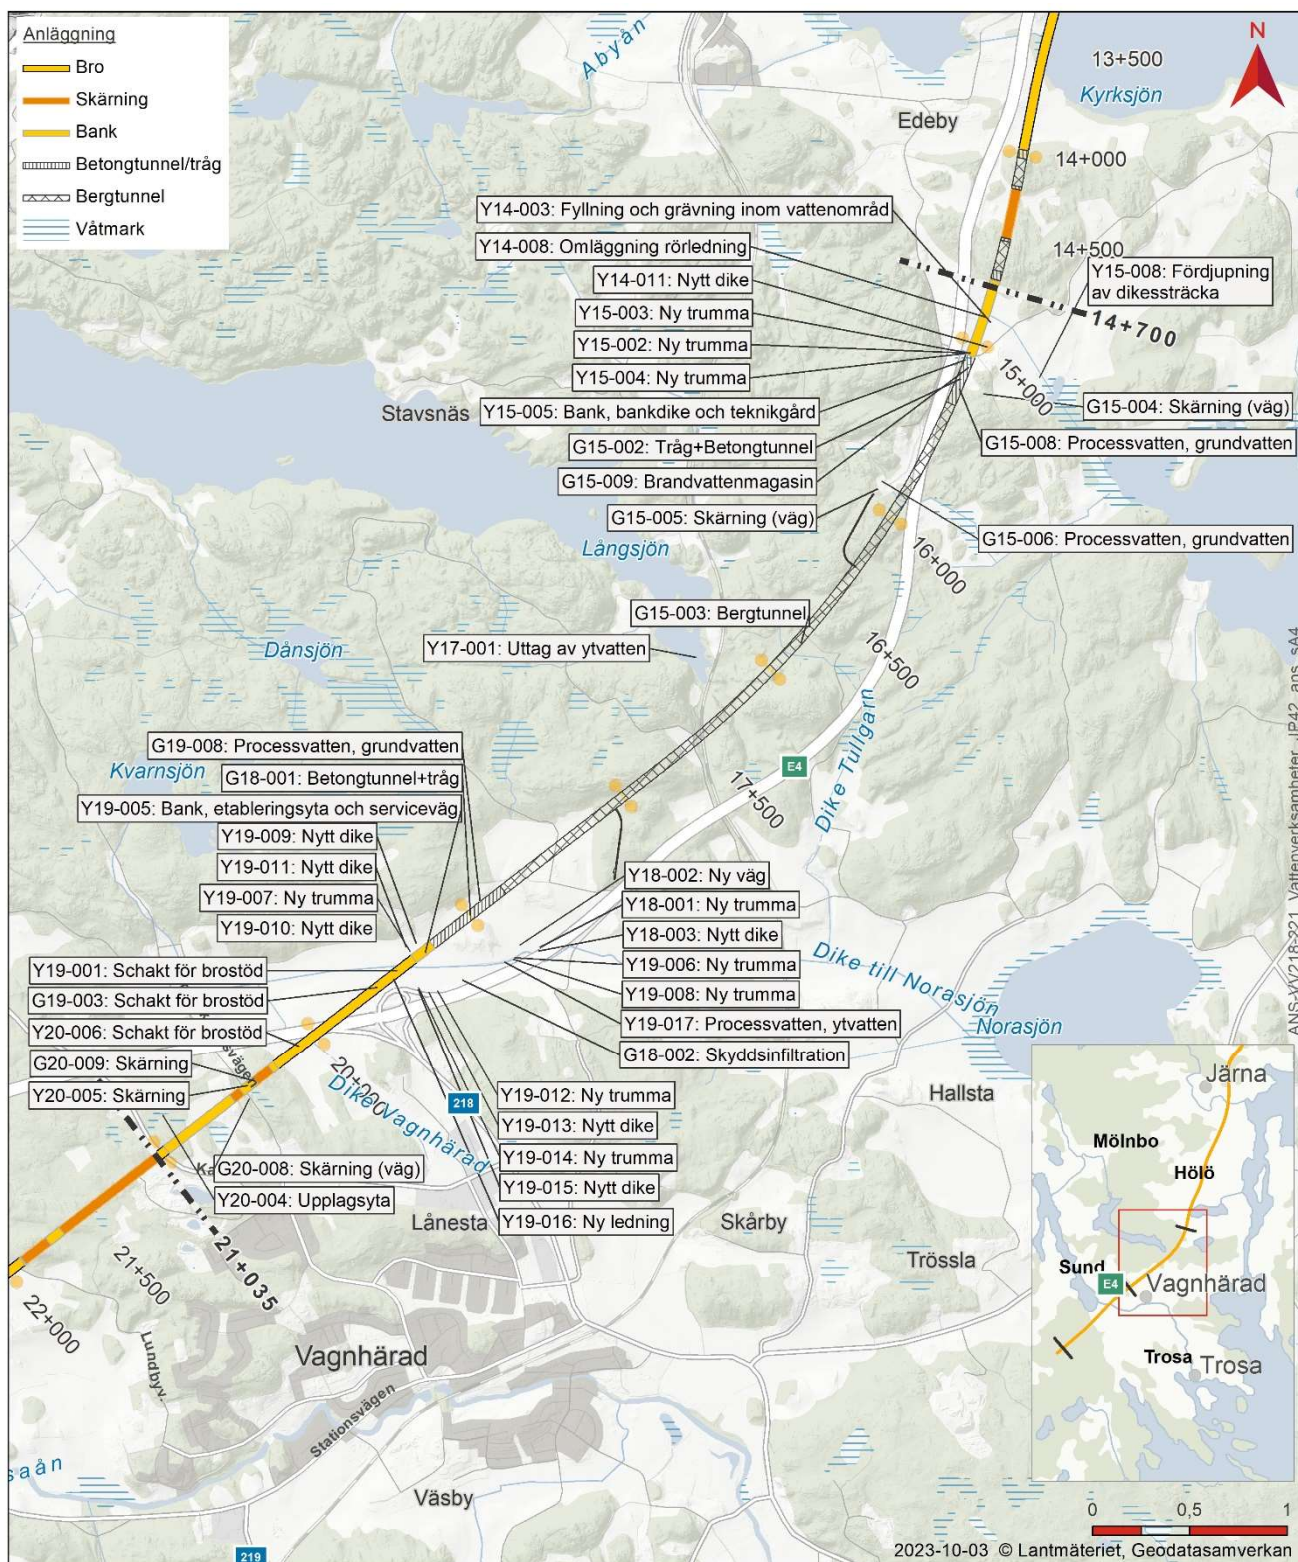 Anläggning
Bro
Skärning
Bank
Betongtunnel/tråg
Bergtunnel
Våtmark
Åbyån
N
13+500
Kyrksjön
Edeby
14+000
Y14-003: Fyllning och grävning inom vattenområd
14+500
Y14-008: Omläggning rörledning
Y15-008: Fördjupning
av dikessträcka
Y14-011: Nytt dike
Y15-003: Ny trumma
14+700
Y15-002: Ny trumma
Y15-004: Ny trumma
15+000
Stavsnäs
Y15-005: Bank, bankdike och teknikgård
G15-004: Skärning (väg)
G15-002: Tråg+Betongtunnel
G15-008: Processvatten, grundvatten
G15-009: Brandvattenmagasin
G15-005: Skärning (väg)
Långsjön
G15-006: Processvatten, grundvatten
16+000
G15-003: Bergtunnel
Dånsjön
Y17-001: Uttag av ytvatten
16+500
Dike Tullgarn
G19-008: Processvatten, grundvatten
Kvarnsjön
G18-001: Betongtunnel+tråg
E4
17+500
Y19-005: Bank, etableringsyta och serviceväg
Y19-009: Nytt dike
Y19-011: Nytt dike
Y19-007: Ny trumma
Y19-010: Nytt dike
Y18-002: Ny väg
Y18-001: Ny trumma
Y18-003: Nytt dike
Y19-006: Ny trumma
Y19-008: Ny trumma
Y19-017: Processvatten, ytvatten
G18-002: Skyddsinfiltration
Dike till Norasjön
Norasjön
Y19-001: Schakt för brostöd
G19-003: Schakt för brostöd
Y20-006: Schakt för brostöd
G20-009: Skärning
Y20-005: Skärning
svägen
20+000
Dike Vagnhärad
218
Y19-012: Ny trumma
Y19-013: Nytt dike
Y19-014: Ny trumma
Y19-015: Nytt dike
Y19-016: Ny ledning
Hallsta
Ka
G20-008: Skärning (väg)
Y20-004: Upplagsyta
Lånesta
Skårby
Trössla
21+035
21+500
22+000
Lundbyv.
Vagnhärad
Stationsvägen
saån
Väsby
219
Järna
Mölnbo
Hölö
Sund
E4
Vagnhärad
Trosa
Trosa
0 0,5 1
2023-10-03 © Lantmäteriet, Geodatasamverkan
ANS-VV218-221_Vattenverksamheter_JP42_ans_sA4